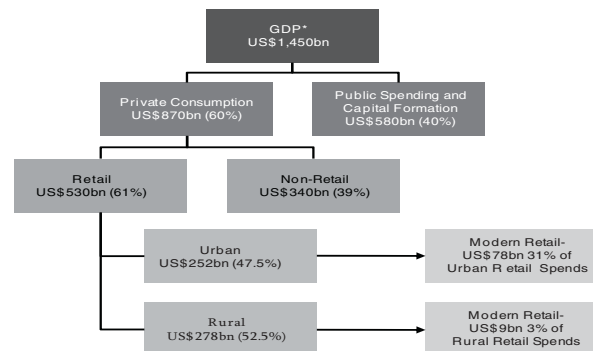 GDP*
US$1,450bn
Private Consumption
US$870bn (60%)
Public Spending and
Capital Formation
US$580bn (40%)
Retail
US$530bn (61%)
Non-Retail
US$340bn (39%)
Urban
US$252bn (47.5%)
Modern Retail-
US$78bn 31% of
Urban R etail Spends
Rural
US$278bn (52.5%)
Modern Retail-
US$9bn 3% of
Rural Retail Spends